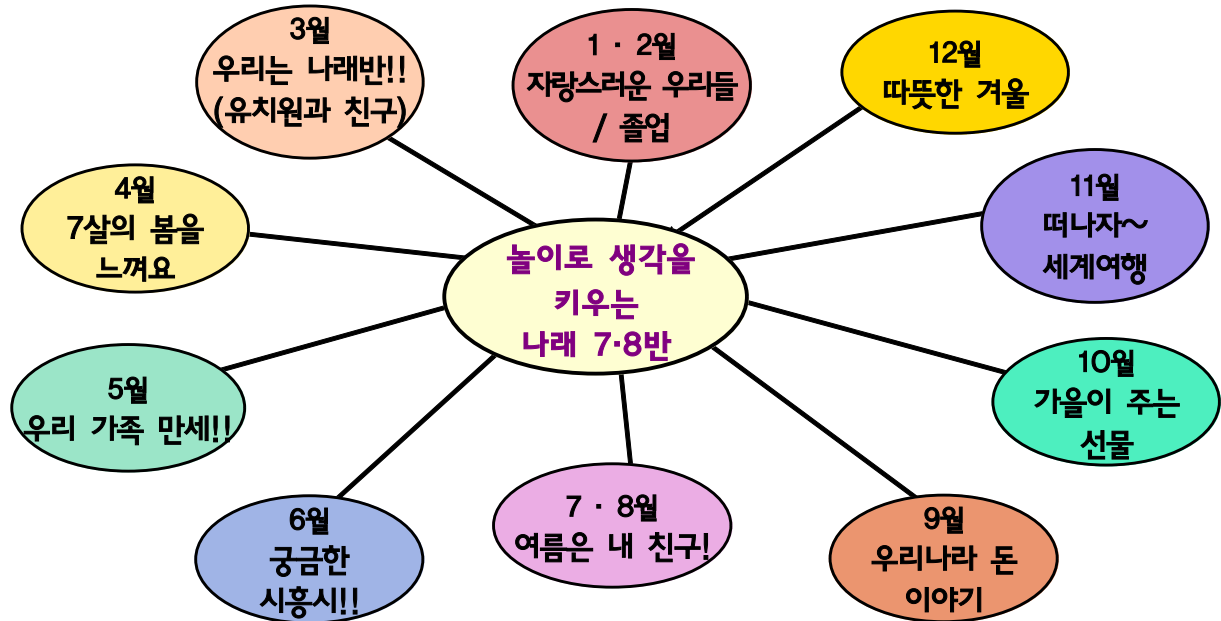 놀이로 생각을
키우는
나래 7·8반
3월
우리는 나래반!!
(유치원과 친구)
4월
7살의 봄을
느껴요
5월
우리 가족 만세!!
6월
궁금한
시흥시!!
7 · 8월
여름은 내 친구!
9월
우리나라 돈
이야기
10월
가을이 주는
선물
11월
떠나자~
세계여행
12월
따뜻한 겨울
1 · 2월
자랑스러운 우리들
/ 졸업